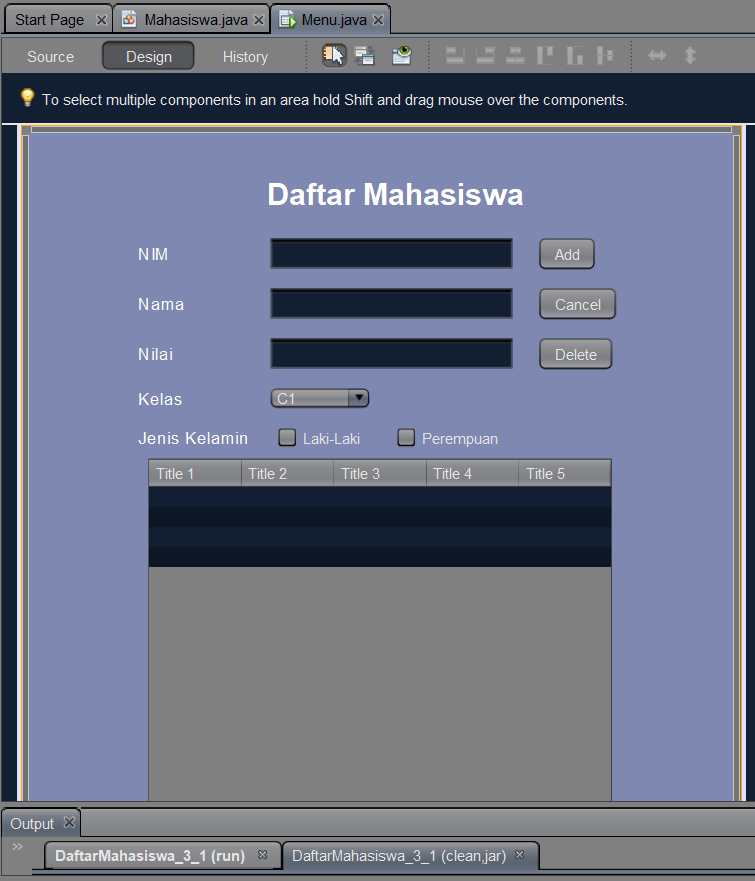 Start Page Mahasiswa.java Menu.java
Source Design History
To select multiple components in an area hold Shift and drag mouse over the components.
Daftar Mahasiswa
NIM Add
Nama Cancel
Nilai Delete
Kelas C1
Jenis Kelamin Laki-Laki Perempuan
Title 1 Title 2 Title 3 Title 4 Title 5
Output
DaftarMahasiswa_3_1 (run) DaftarMahasiswa_3_1 (clean,jar)